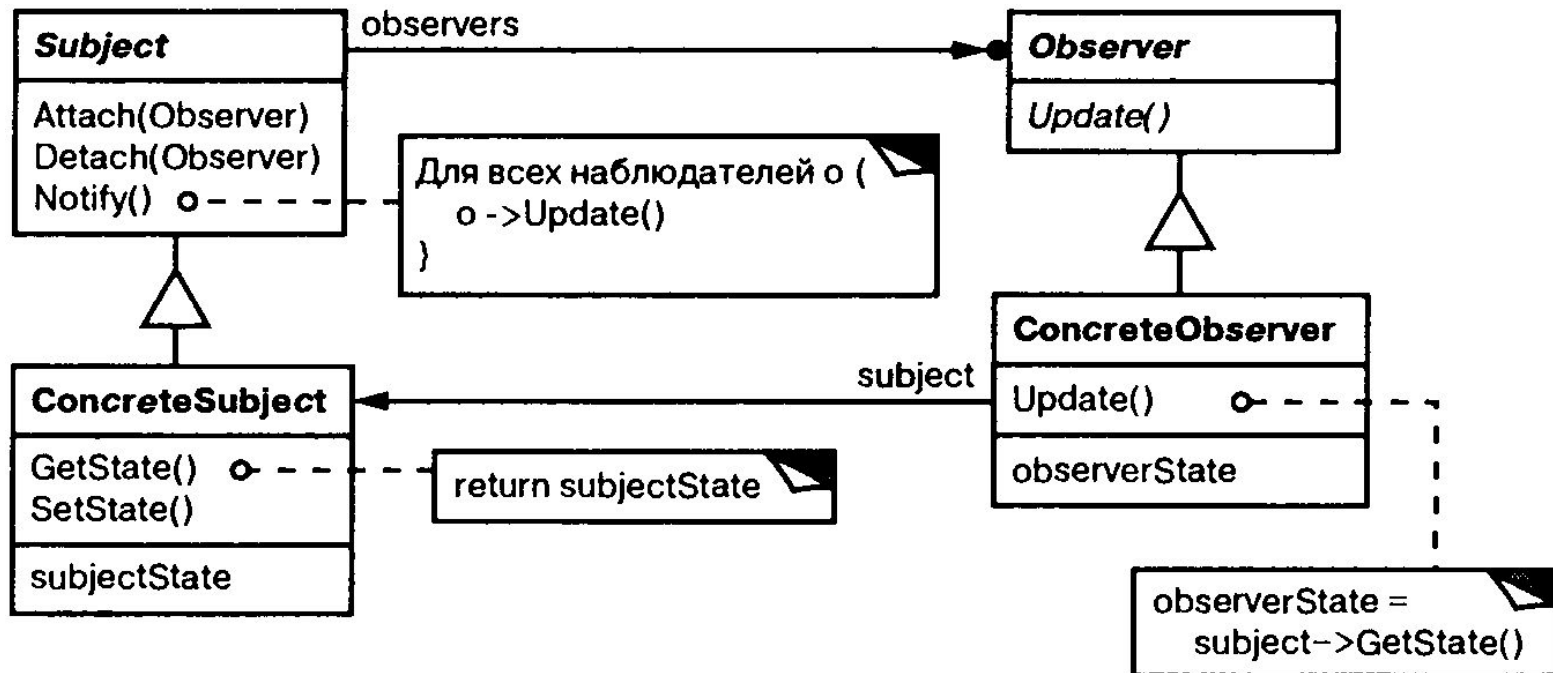 Subject
Attach(Observer)
Detach(Observer)
Notify()
observers
Observer
Update()
Для всех наблюдателей о (
о ->Update()
}
ConcreteSubject
GetState()
SetState()
subjectState
return subjectState
subject
ConcreteObserver
Update()
observerState
observerState =
subject->GetState()